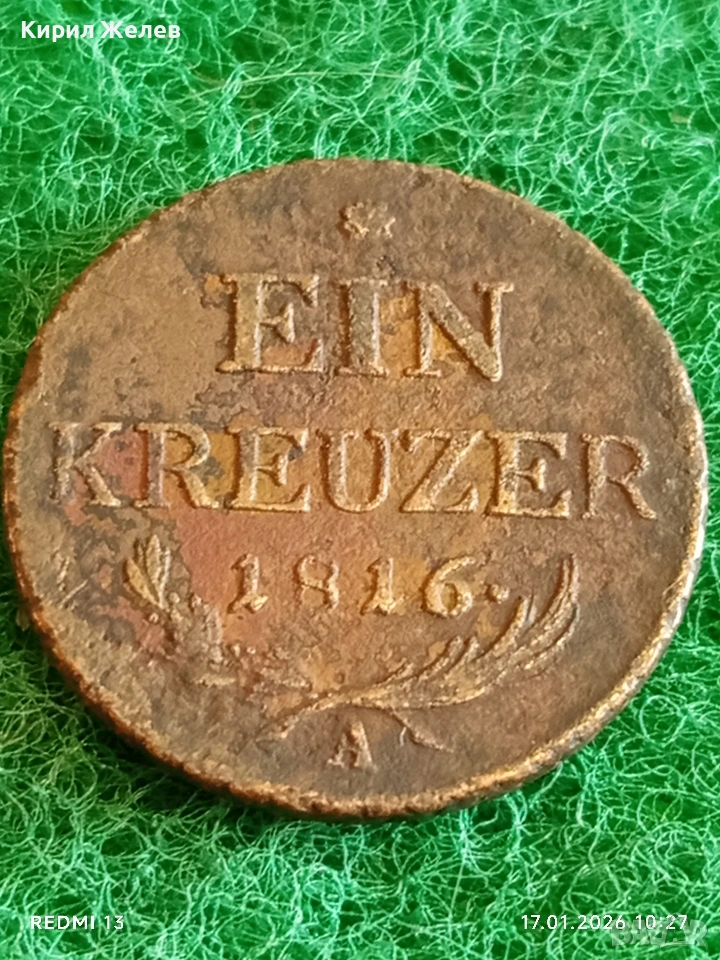 Кирил Желев
EIN
KREUZER
1816.
A
REDMI 13
17.01.2026 10:27